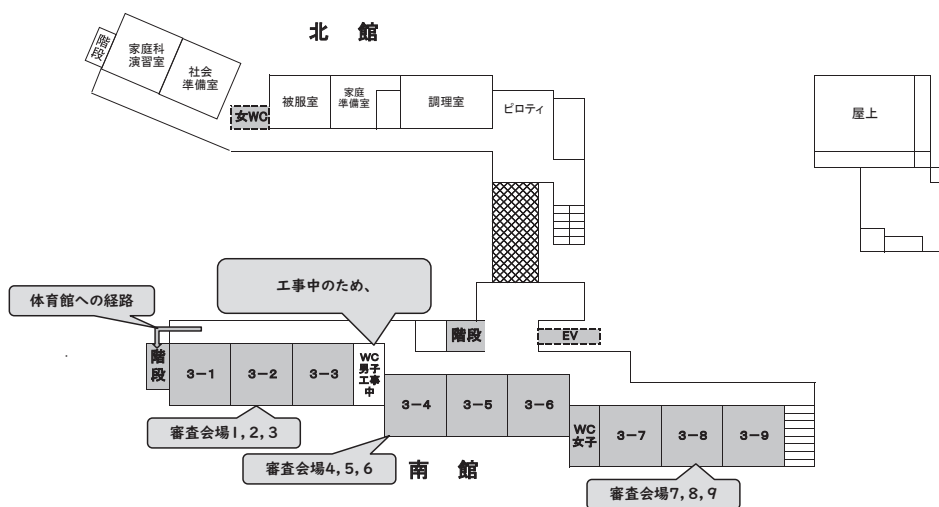 北 館
階段
家庭科
演習室
社会
準備室
女WC
被服室
家庭
準備室
調理室
ピロティ
屋上
工事中のため、
体育館への経路
階段
EV
階段
3-1
3-2
3-3
WC
男子
工事
中
3-4
3-5
3-6
WC
女子
3-7
3-8
3-9
審査会場1,2,3
審査会場4,5,6
南 館
審査会場7,8,9